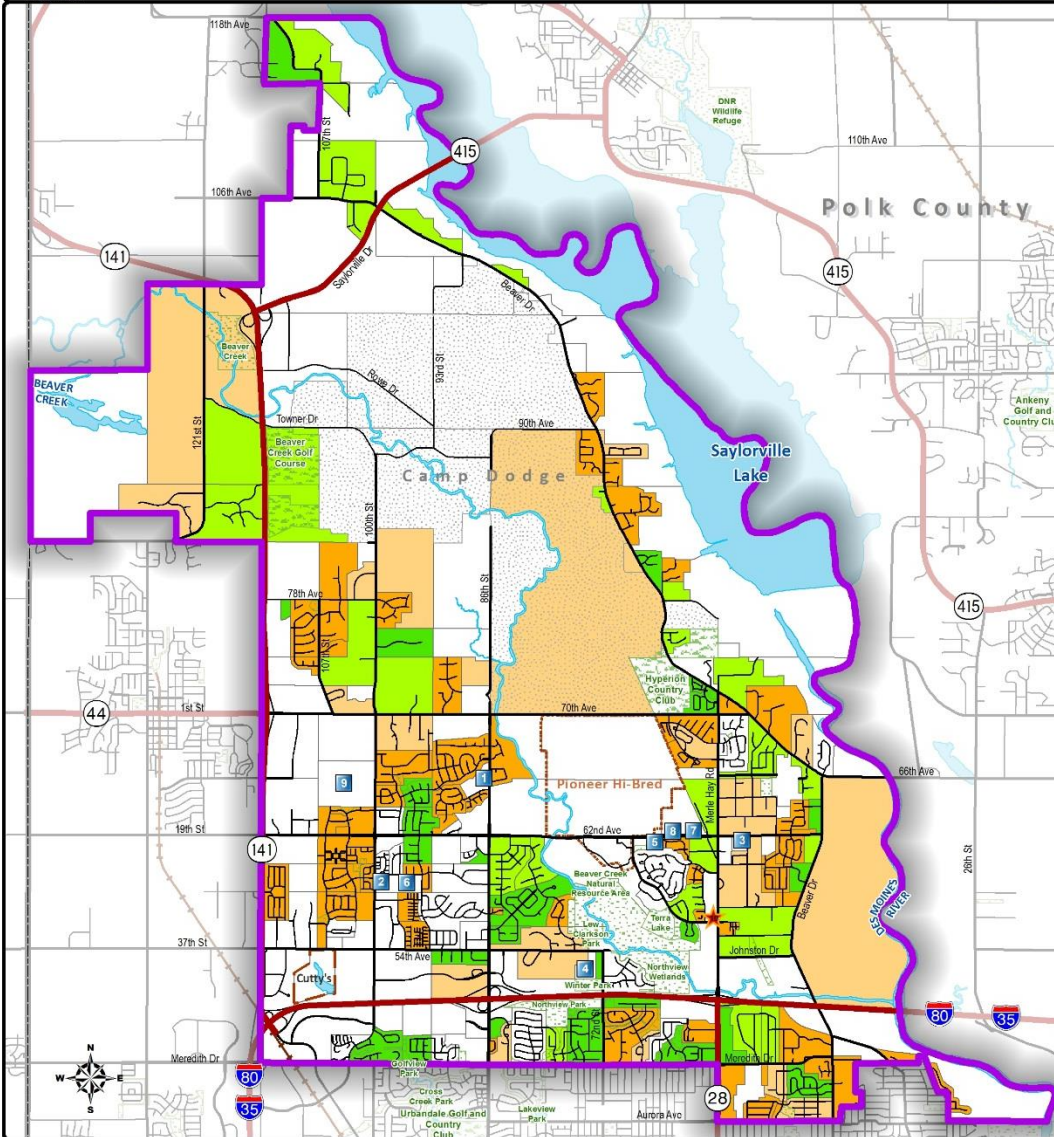 118th Ave
DNR
Wildlife
Refuge
107th St
415
110th Ave
106th Ave
Polk County
141
Saylorville Dr
415
Beaver Dr
Beaver
Creek
93rd St
Rowe Dr
BEAVER
CREEK
Ankeny
Golf and
Country Clu
121st St
Towner Dr
90th Ave
Beaver
Creek Golf
Course
Saylorville
Lake
Camp Dodge
100th St
86th St
78th Ave
415
107th St
Hyperion
Country
Club
44
1st St
70th Ave
66th Ave
1
9
Pioneer Hi-Bred
Merle Hay Rd
19th St
62nd Ave
8
7
5
3
141
26th St
2
6
Beaver Creek
Natural
Resource Area
Beaver Dr
DES MOINES
RIVER
Lew
Clarkson
Park
Terra
Lake
37th St
54th Ave
Johnston Dr
4
Cutty's
Winter Park
Northview
Wetlands
Northview Park
80
35
72nd St
N
W
E
S
Meredith Dr
Meredith Dr
80
Golfview
Park
35
Cross
Creek Park
Urbandale Golf and
Country
Club
Lakeview
Park
Aurora Ave
28